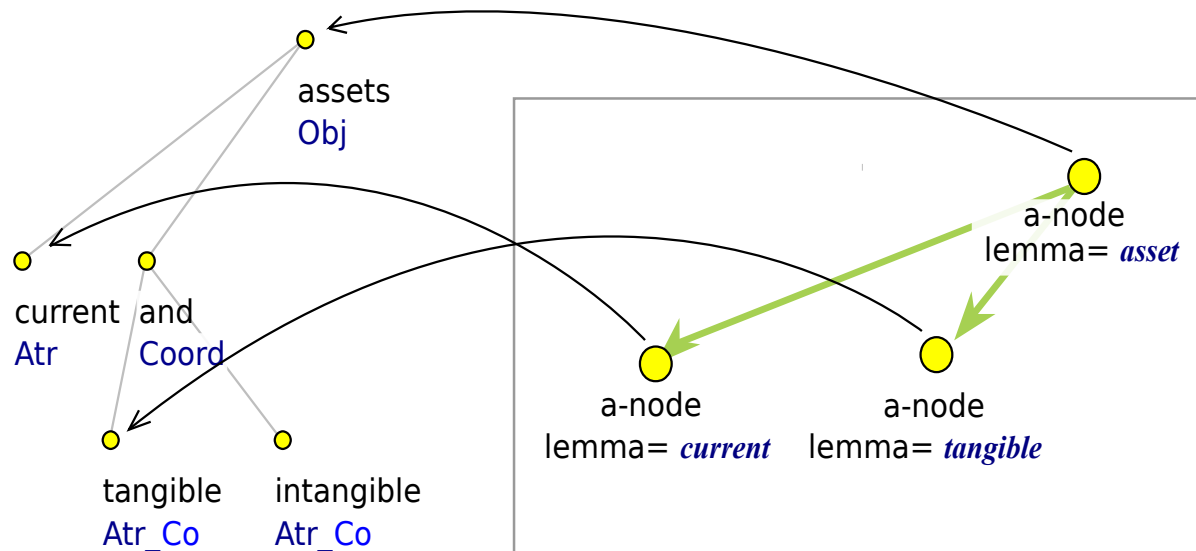 assets
Obj
current
Atr
and
Coord
tangible
Atr_Co
intangible
Atr_Co
a-node
lemma= asset
a-node
lemma= current
a-node
lemma= tangible